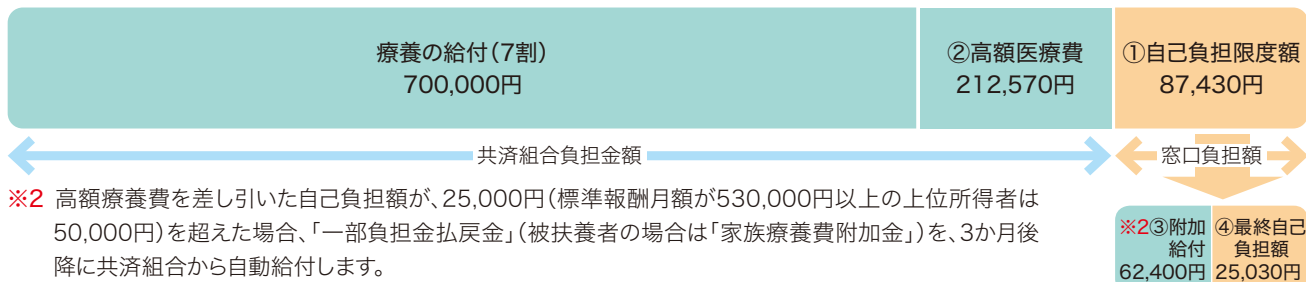 療養の給付(7割)
700,000円
②高額医療費
212,570円
①自己負担限度額
87,430円
共済組合負担金額
窓口負担額
※2 高額療養費を差し引いた自己負担額が、25,000円(標準報酬月額が530,000円以上の上位所得者は
50,000円)を超えた場合、「一部負担金払戻金」(被扶養者の場合は「家族療養費附加金」)を、3か月後
降に共済組合から自動給付します。
※2③附加
給付
62,400円
④最終自己
負担額
25,030円